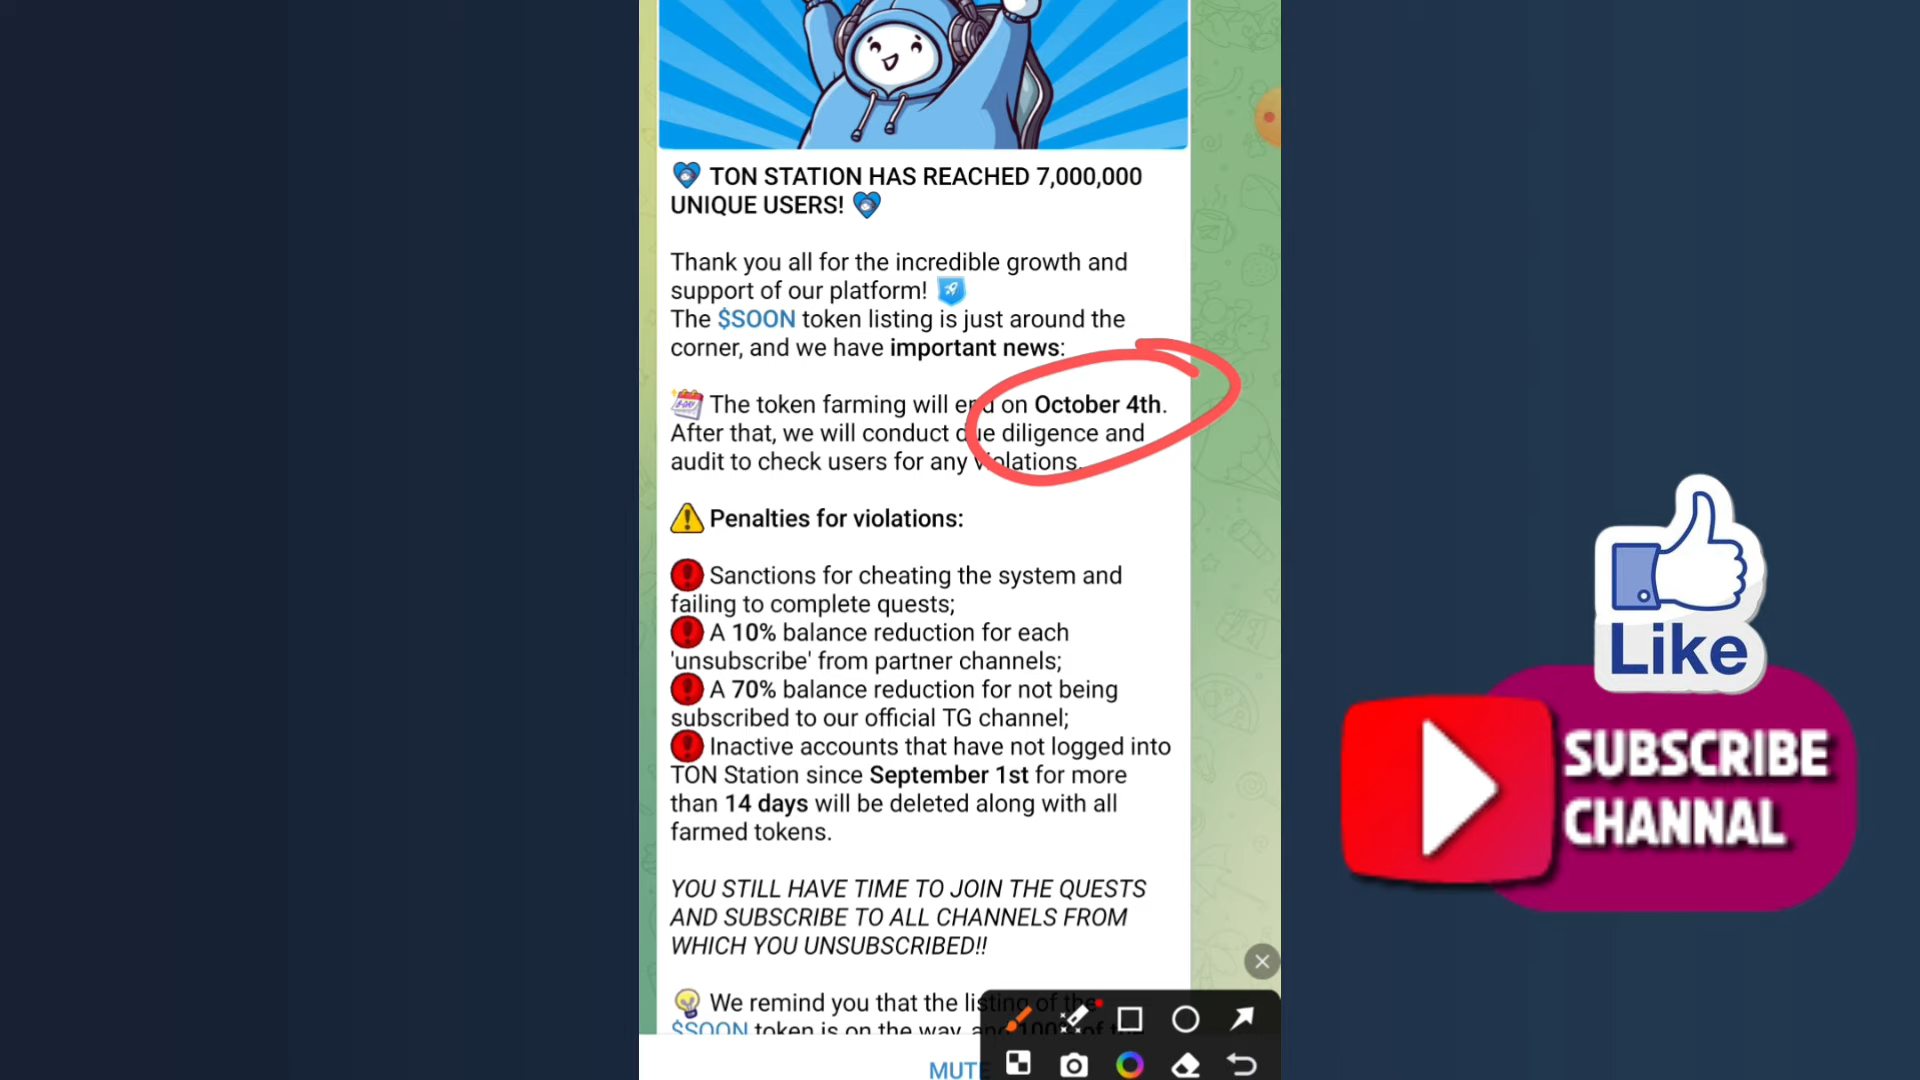 TON STATION HAS REACHED 7,000,000
UNIQUE USERS!
Thank you all for the incredible growth and
support of our platform!
The $SOON token listing is just around the
corner, and we have important news:
The token farming will end on October 4th.
After that, we will conduct due diligence and
audit to check users for any violations.
Penalties for violations:
Sanctions for cheating the system and
failing to complete quests;
A 10% balance reduction for each
'unsubscribe' from partner channels;
A 70% balance reduction for not being
subscribed to our official TG channel;
Inactive accounts that have not logged into
TON Station since September 1st for more
than 14 days will be deleted along with all
farmed tokens.
YOU STILL HAVE TIME TO JOIN THE QUESTS
AND SUBSCRIBE TO ALL CHANNELS FROM
WHICH YOU UNSUBSCRIBED!!
We remind you that the listing of the
$SOON token is on the way, and 100% of the
MUTE
Like
SUBSCRIBE
CHANNAL